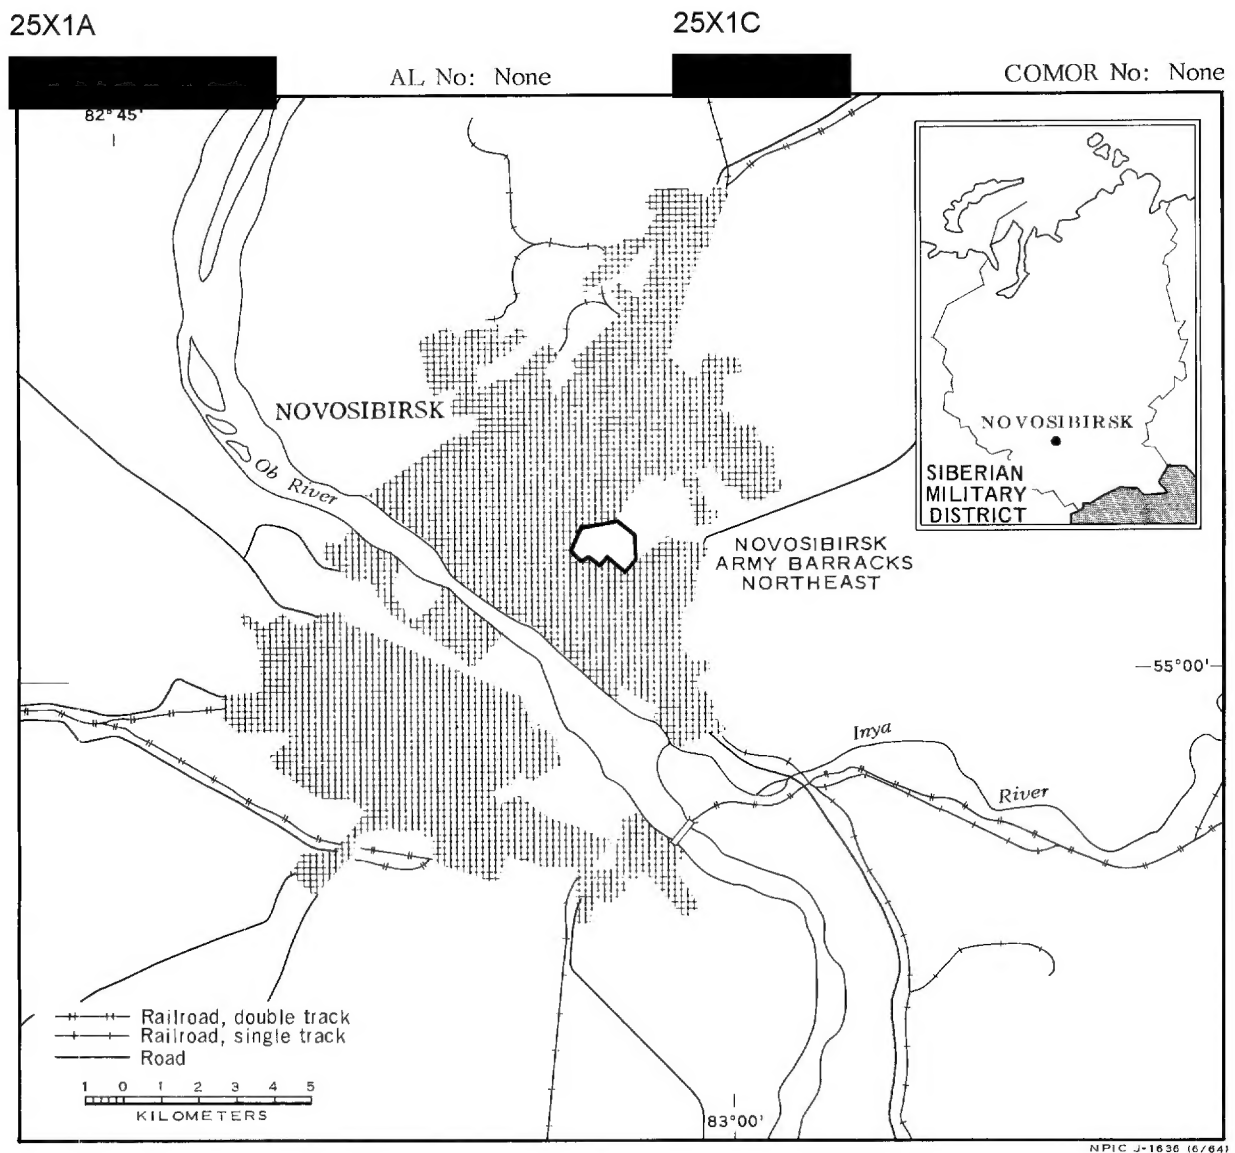 25X1A
25X1C
AL No: None
COMOR No: None
82° 45'
NOVOSIBIRSK
Ob River
NOVOSIBIRSK
SIBERIAN
MILITARY
DISTRICT
NOVOSIBIRSK
ARMY BARRACKS
NORTHEAST
55°00'
Inya
River
Railroad, double track
Railroad, single track
Road
1 0 1 2 3 4 5
KILOMETERS
83°00'
NPIC J-1636 (6/64)